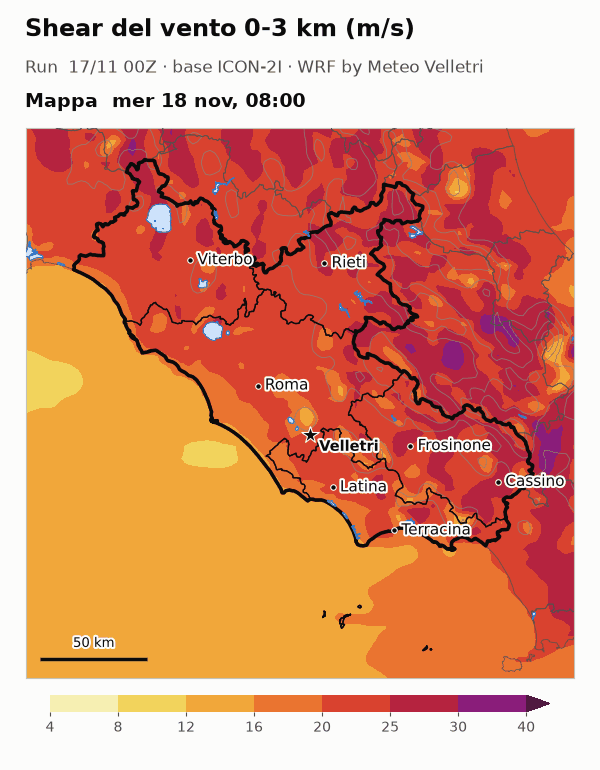 Shear del vento 0-3 km (m/s)
Run  17/11 00Z · base ICON-2I · WRF by Meteo Velletri
Mappa  mer 18 nov, 08:00
Viterbo
Rieti
Roma
Velletri
Frosinone
Cassino
Latina
Terracina
50 km
4 8 12 16 20 25 30 40